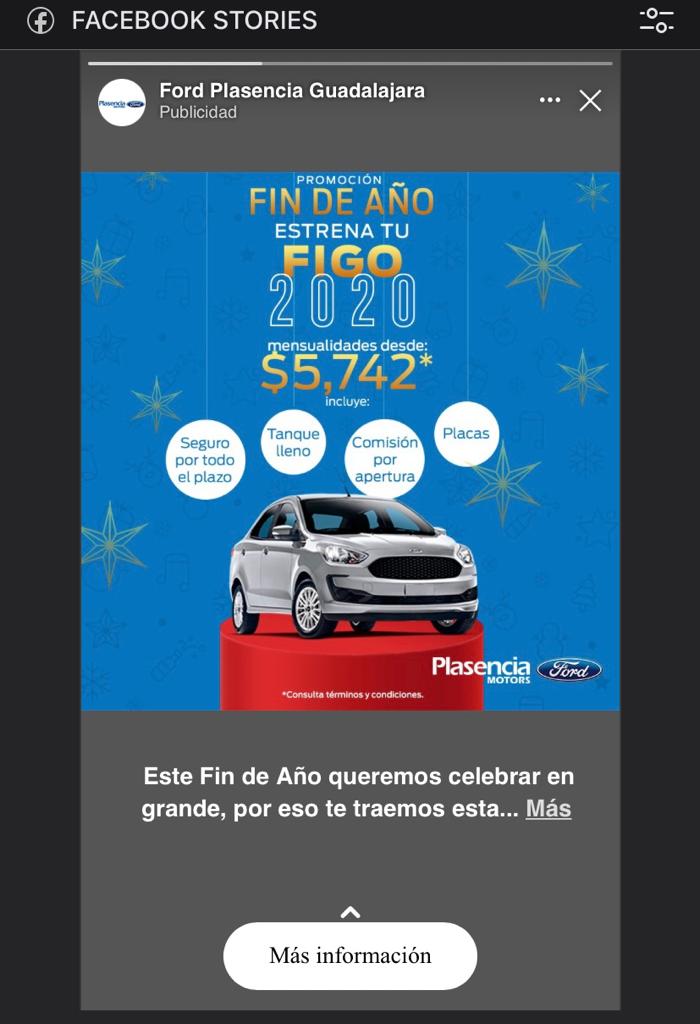 FACEBOOK STORIES
Plasencia Ford
Ford Plasencia Guadalajara
Publicidad
PROMOCIÓN
FIN DE AÑO
ESTRENA TU
FIGO
2020
mensualidades desde:
$5,742*
incluye:
Seguro
por todo
el plazo
Tanque
lleno
Comisión
por
apertura
Placas
Plasencia
MOTORS
Ford
*Consulta términos y condiciones.
Este Fin de Año queremos celebrar en
grande, por eso te traemos esta... Más
Más información